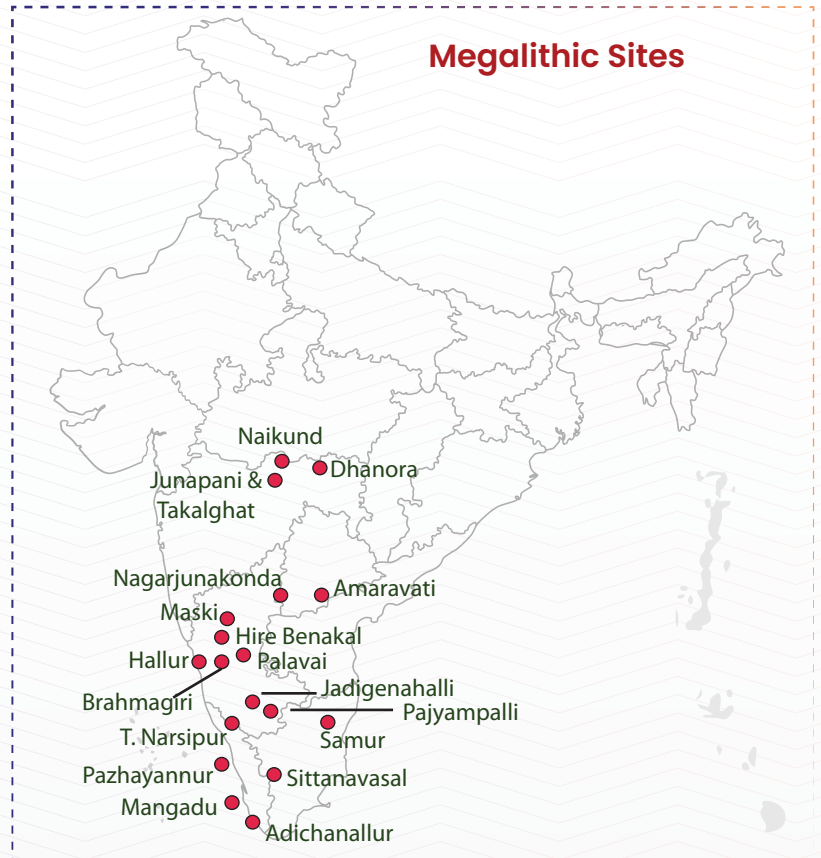 Megalithic Sites
Naikund
Dhanora
Junapani &
Takalghat
Nagarjunakonda
Amaravati
Maski
Hire Benakal
Hallur
Palavai
Brahmagiri
Jadigenahalli
Pajyampalli
T. Narsipur
Samur
Pazhayannur
Sittanavasal
Mangadu
Adichanallur